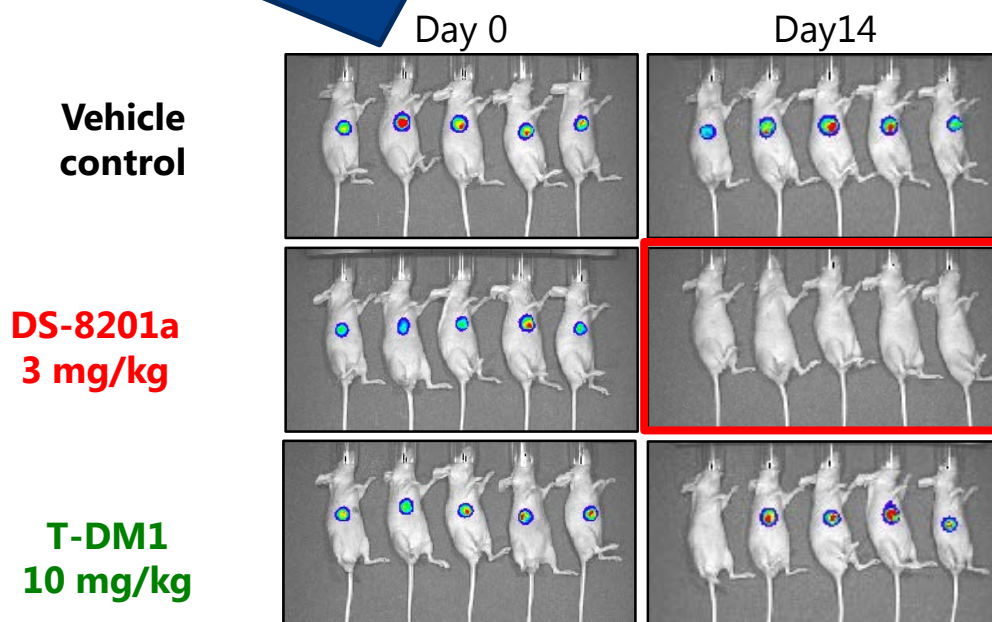 Day 0
Day14
Vehicle
control
DS-8201a
3 mg/kg
T-DM1
10 mg/kg